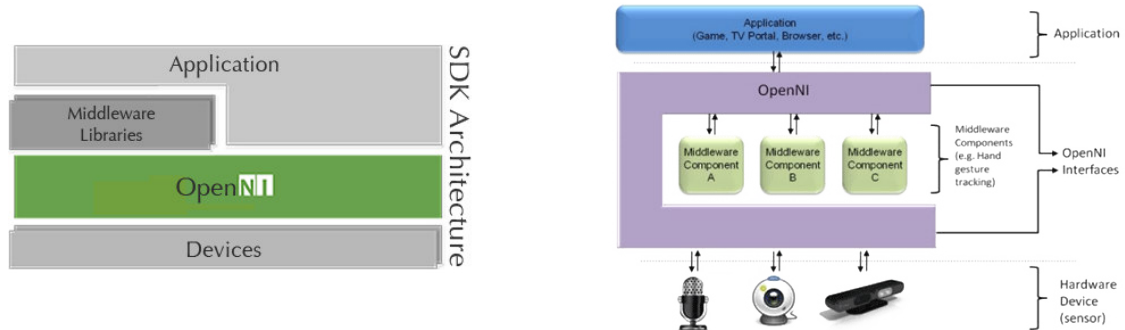 Application
Middleware
Libraries
OpenNI
Devices
SDK Architecture
Application
(Game, TV Portal, Browser, etc.)
Application
OpenNI
Middleware
Component
A
Middleware
Component
B
Middleware
Component
C
Middleware
Components
(e.g. Hand
gesture
tracking)
OpenNI
Interfaces
Hardware
Device
(sensor)